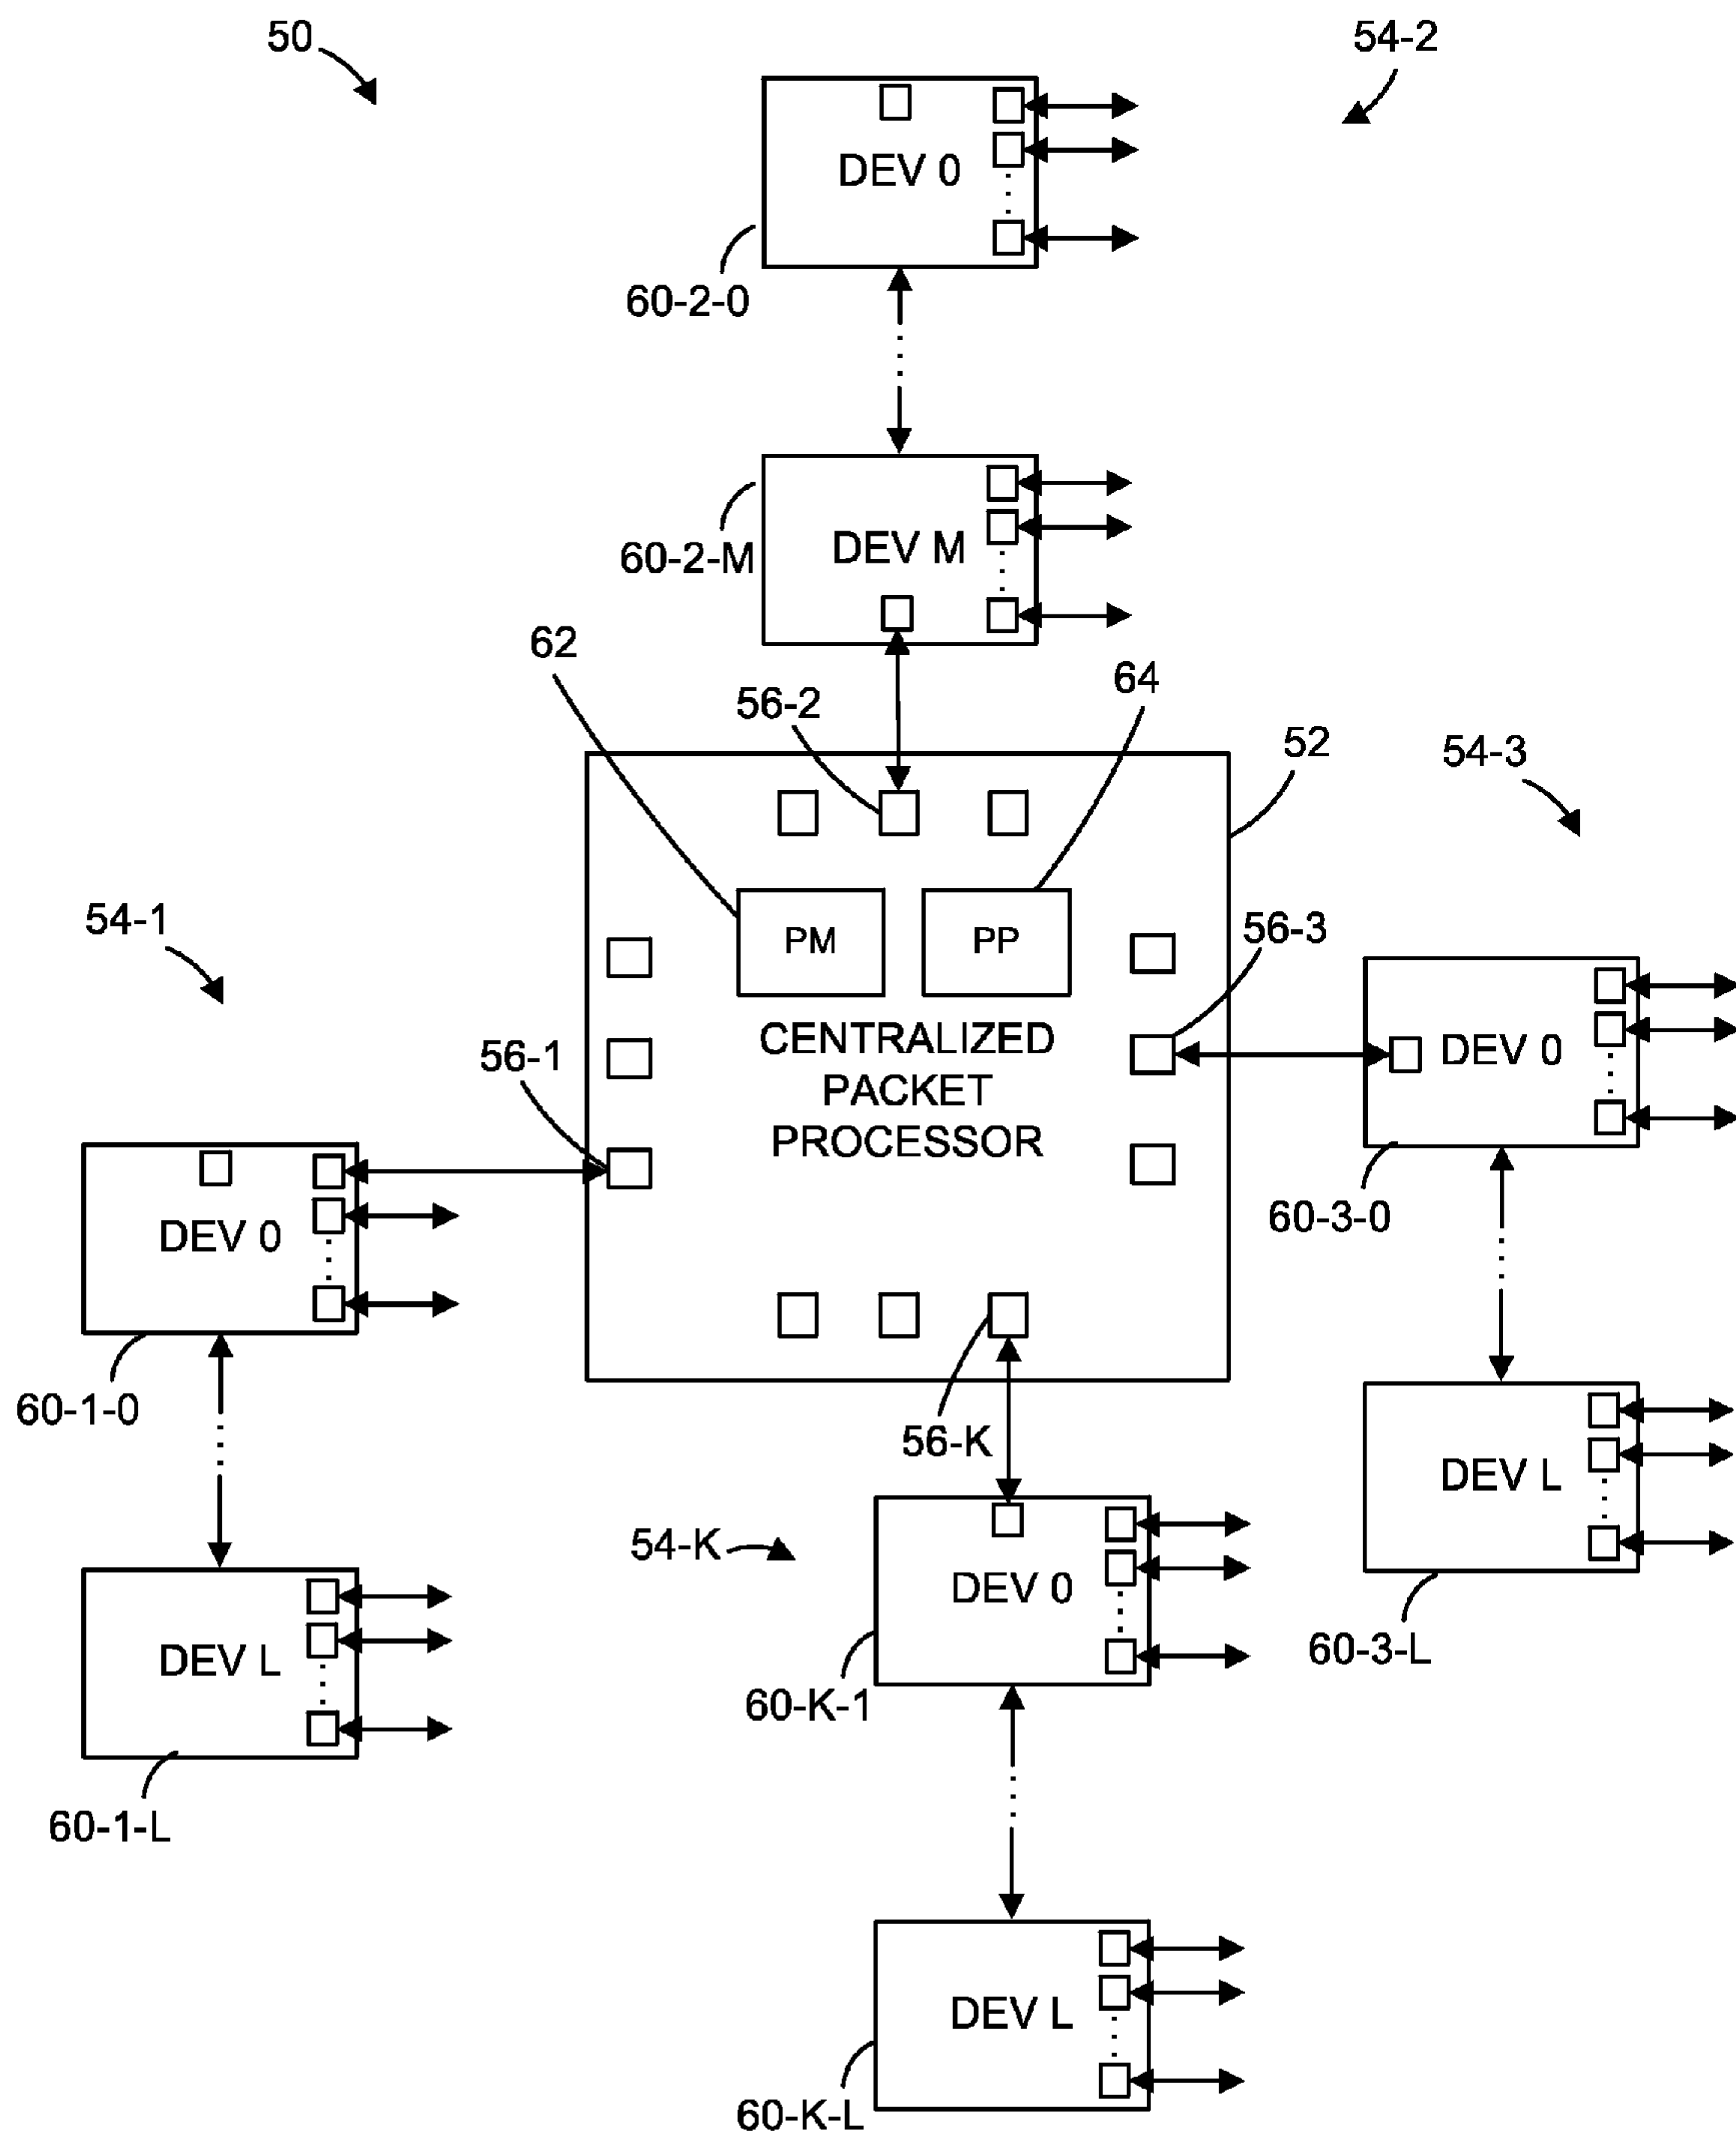 50
54-2
DEV 0
60-2-0
DEV M
60-2-M
62
56-2
64
52
54-3
54-1
PM
PP
56-3
CENTRALIZED
PACKET
PROCESSOR
56-1
DEV 0
60-3-0
DEV 0
60-1-0
56-K
DEV L
54-K
DEV 0
60-3-L
DEV L
60-K-1
60-1-L
DEV L
60-K-L